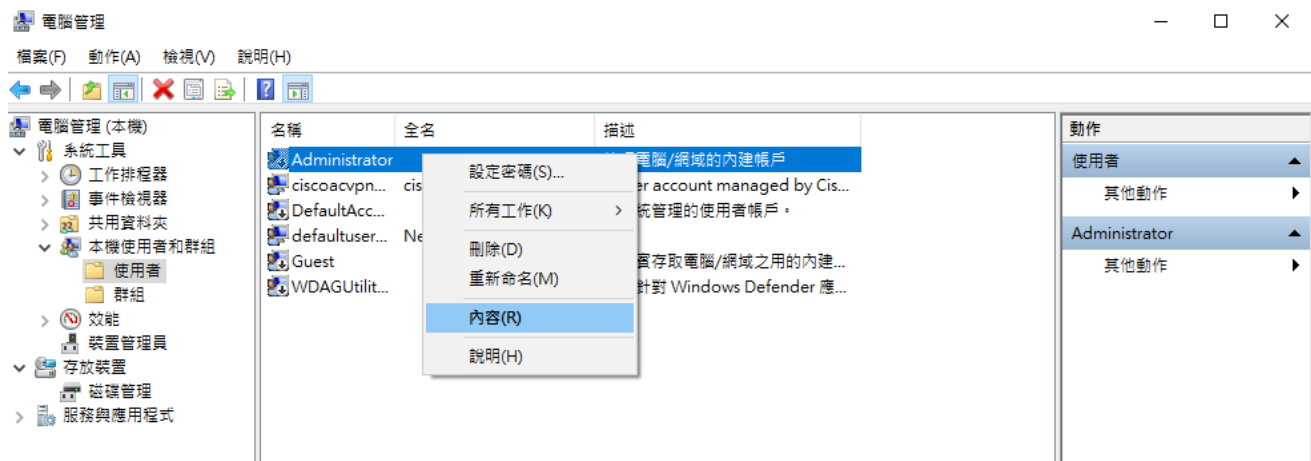 電腦管理
檔案(F) 動作(A) 檢視(V) 說明(H)
電腦管理 (本機)
系統工具
工作排程器
事件檢視器
共用資料夾
本機使用者和群組
使用者
群組
效能
裝置管理員
存放裝置
磁碟管理
服務與應用程式
名稱 全名 描述
Administrator 電腦/網域的內建帳戶
ciscoacvpn... cis er account managed by Cis...
DefaultAcc... 統管理的使用者帳戶。
defaultuser... Ne
Guest 賓存取電腦/網域之用的內建...
WDAGUtilit... 針對 Windows Defender 應...
設定密碼(S)...
所有工作(K)
刪除(D)
重新命名(M)
內容(R)
說明(H)
動作
使用者
其他動作
Administrator
其他動作